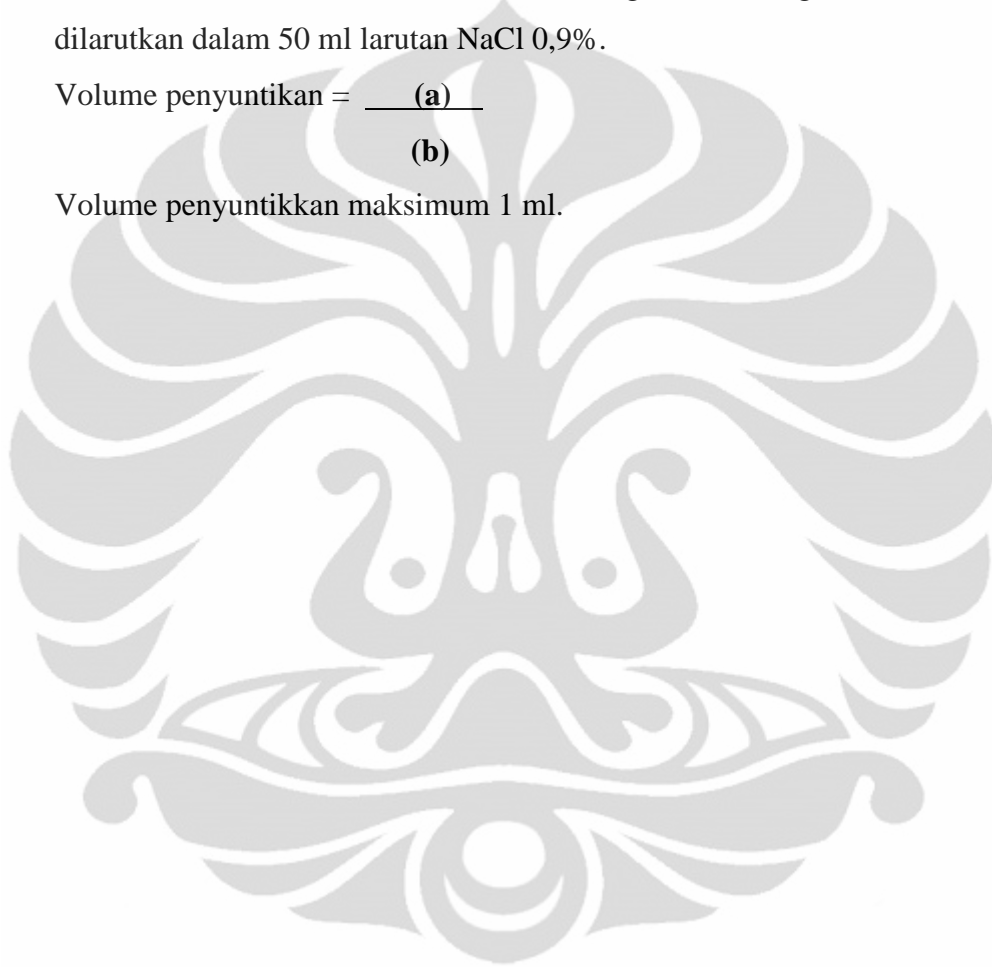 dilarutkan dalam 50 ml larutan NaCl 0,9%.
Volume penyuntikan = (a)
(b)
Volume penyuntikkan maksimum 1 ml.